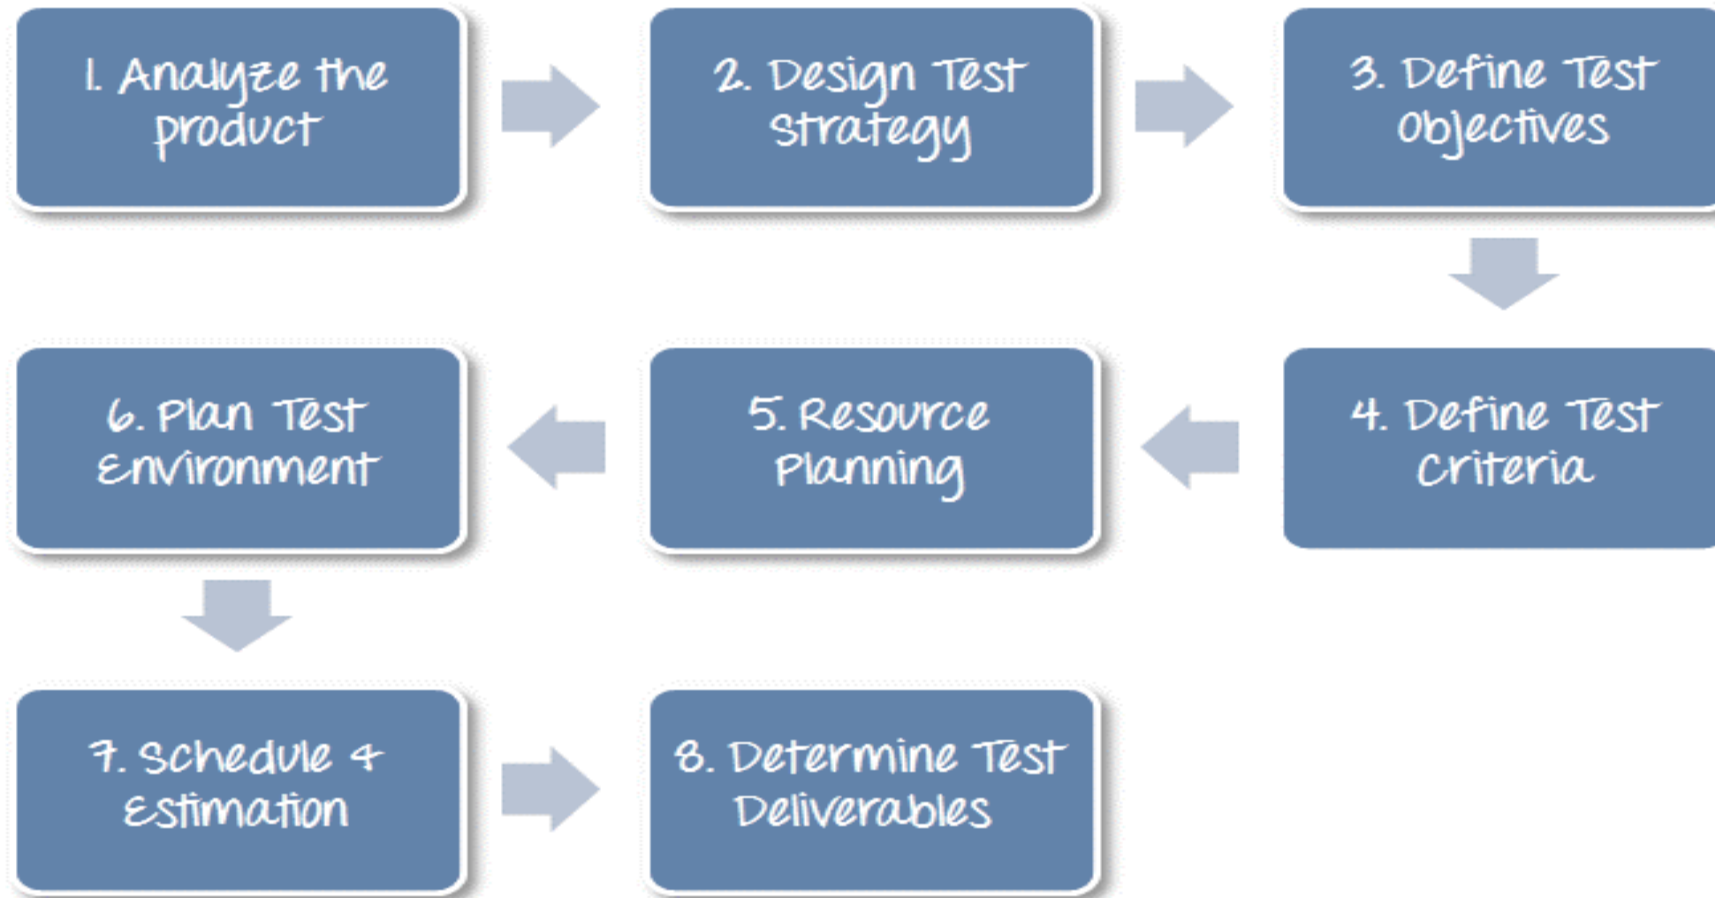 1. Analyze the
product
2. Design Test
Strategy
3. Define Test
Objectives
4. Define Test
Criteria
5. Resource
Planning
6. Plan Test
Environment
7. Schedule &
Estimation
8. Determine Test
Deliverables